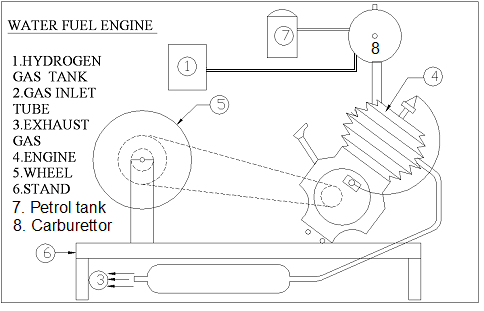 WATER FUEL ENGINE
1.HYDROGEN
GAS TANK
2.GAS INLET
TUBE
3.EXHAUST
GAS
4.ENGINE
5.WHEEL
6.STAND
7. Petrol tank
8. Carburettor
1
7
8
4
5
6
3